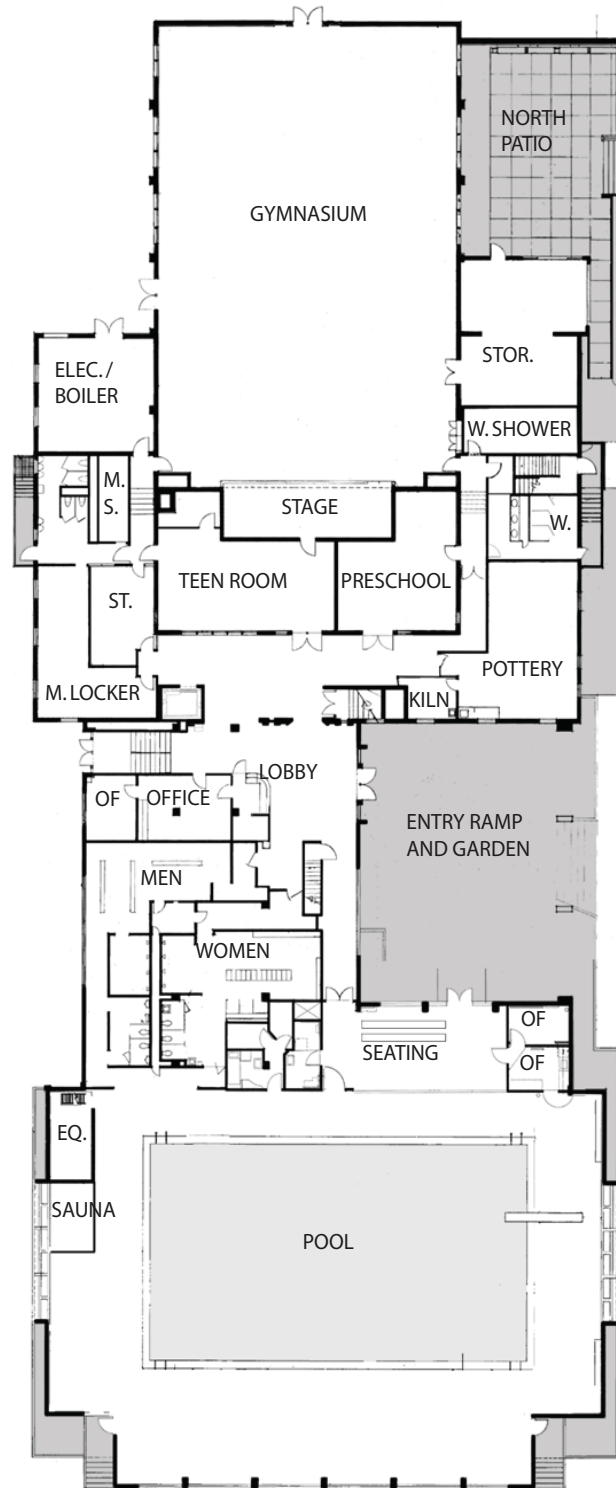 NORTH
PATIO
GYMNASIUM
STOR.
ELEC. /
BOILER
W. SHOWER
M.
S.
STAGE
W.
TEEN ROOM
PRESCHOOL
ST.
POTTERY
M. LOCKER
KILN
LOBBY
OF
OFFICE
ENTRY RAMP
AND GARDEN
MEN
WOMEN
OF
SEATING
OF
EQ.
SAUNA
POOL